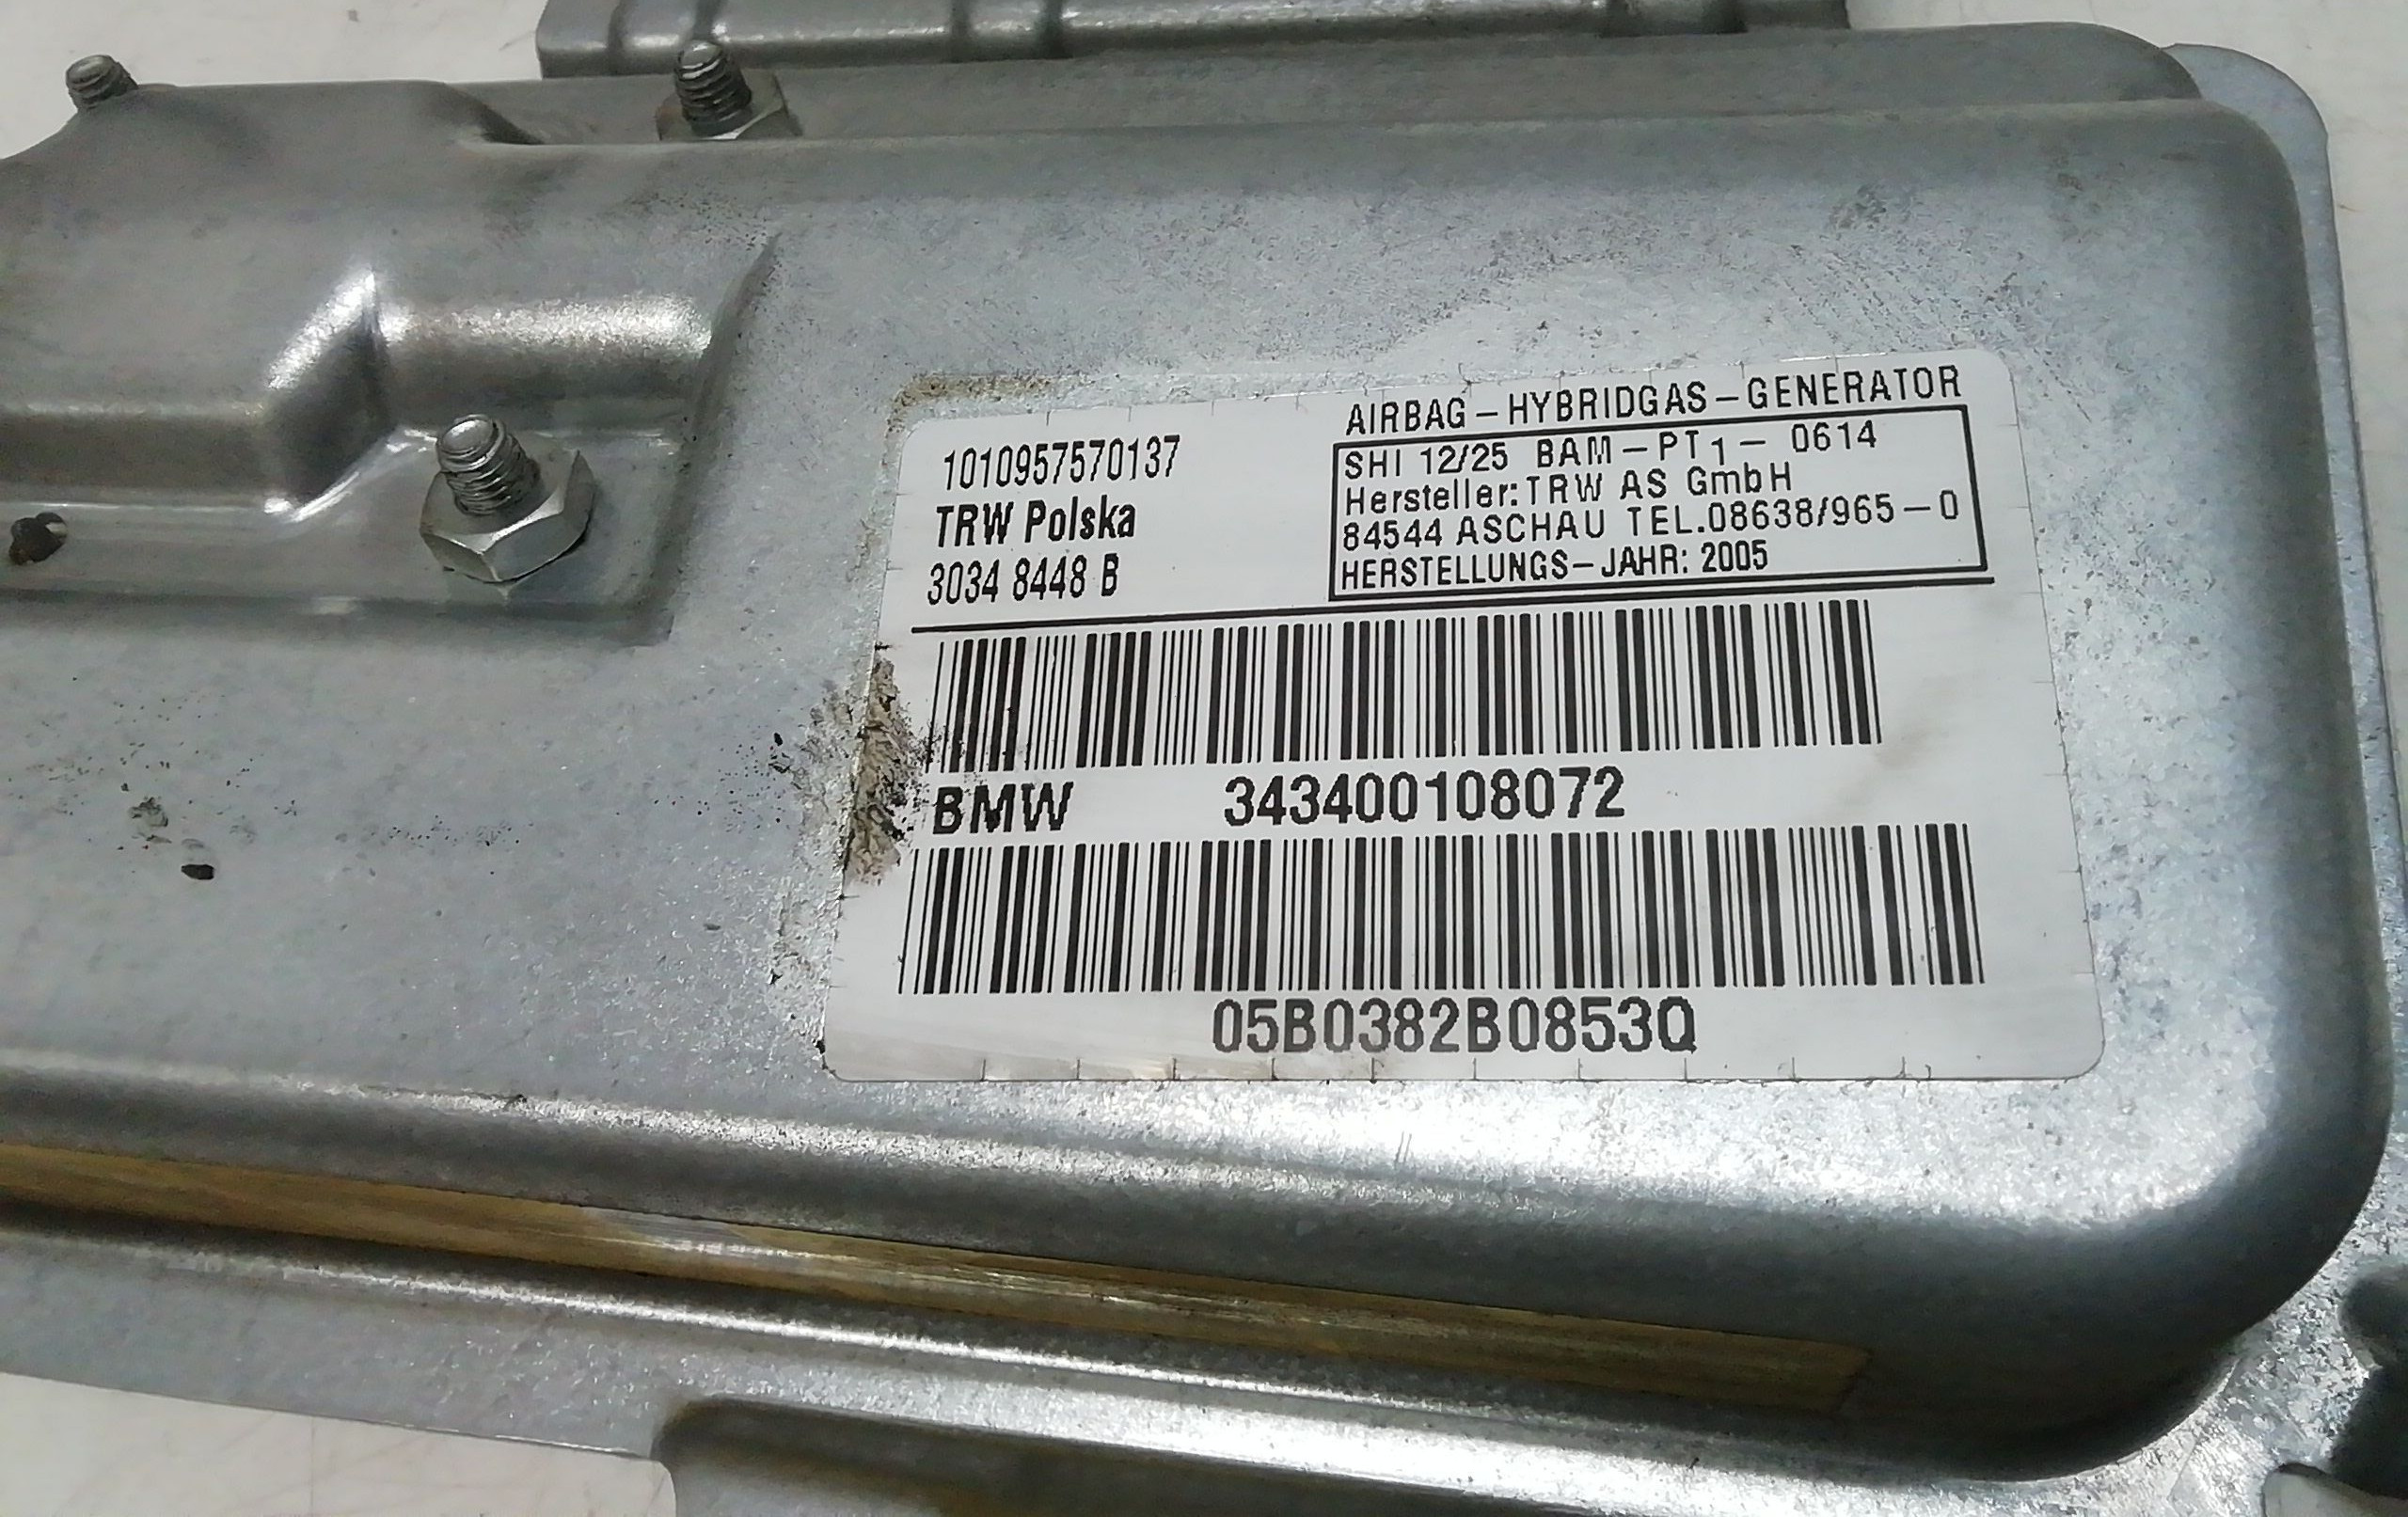 1010957570137
TRW Polska
3034 8448 B
AIRBAG-HYBRIDGAS-GENERATOR
SHI 12/25 BAM-PT1- 0614
Hersteller:TRW AS GmbH
84544 ASCHAU TEL.08638/965-0
HERSTELLUNGS-JAHR: 2005
BMW 343400108072
05B0382B0853Q